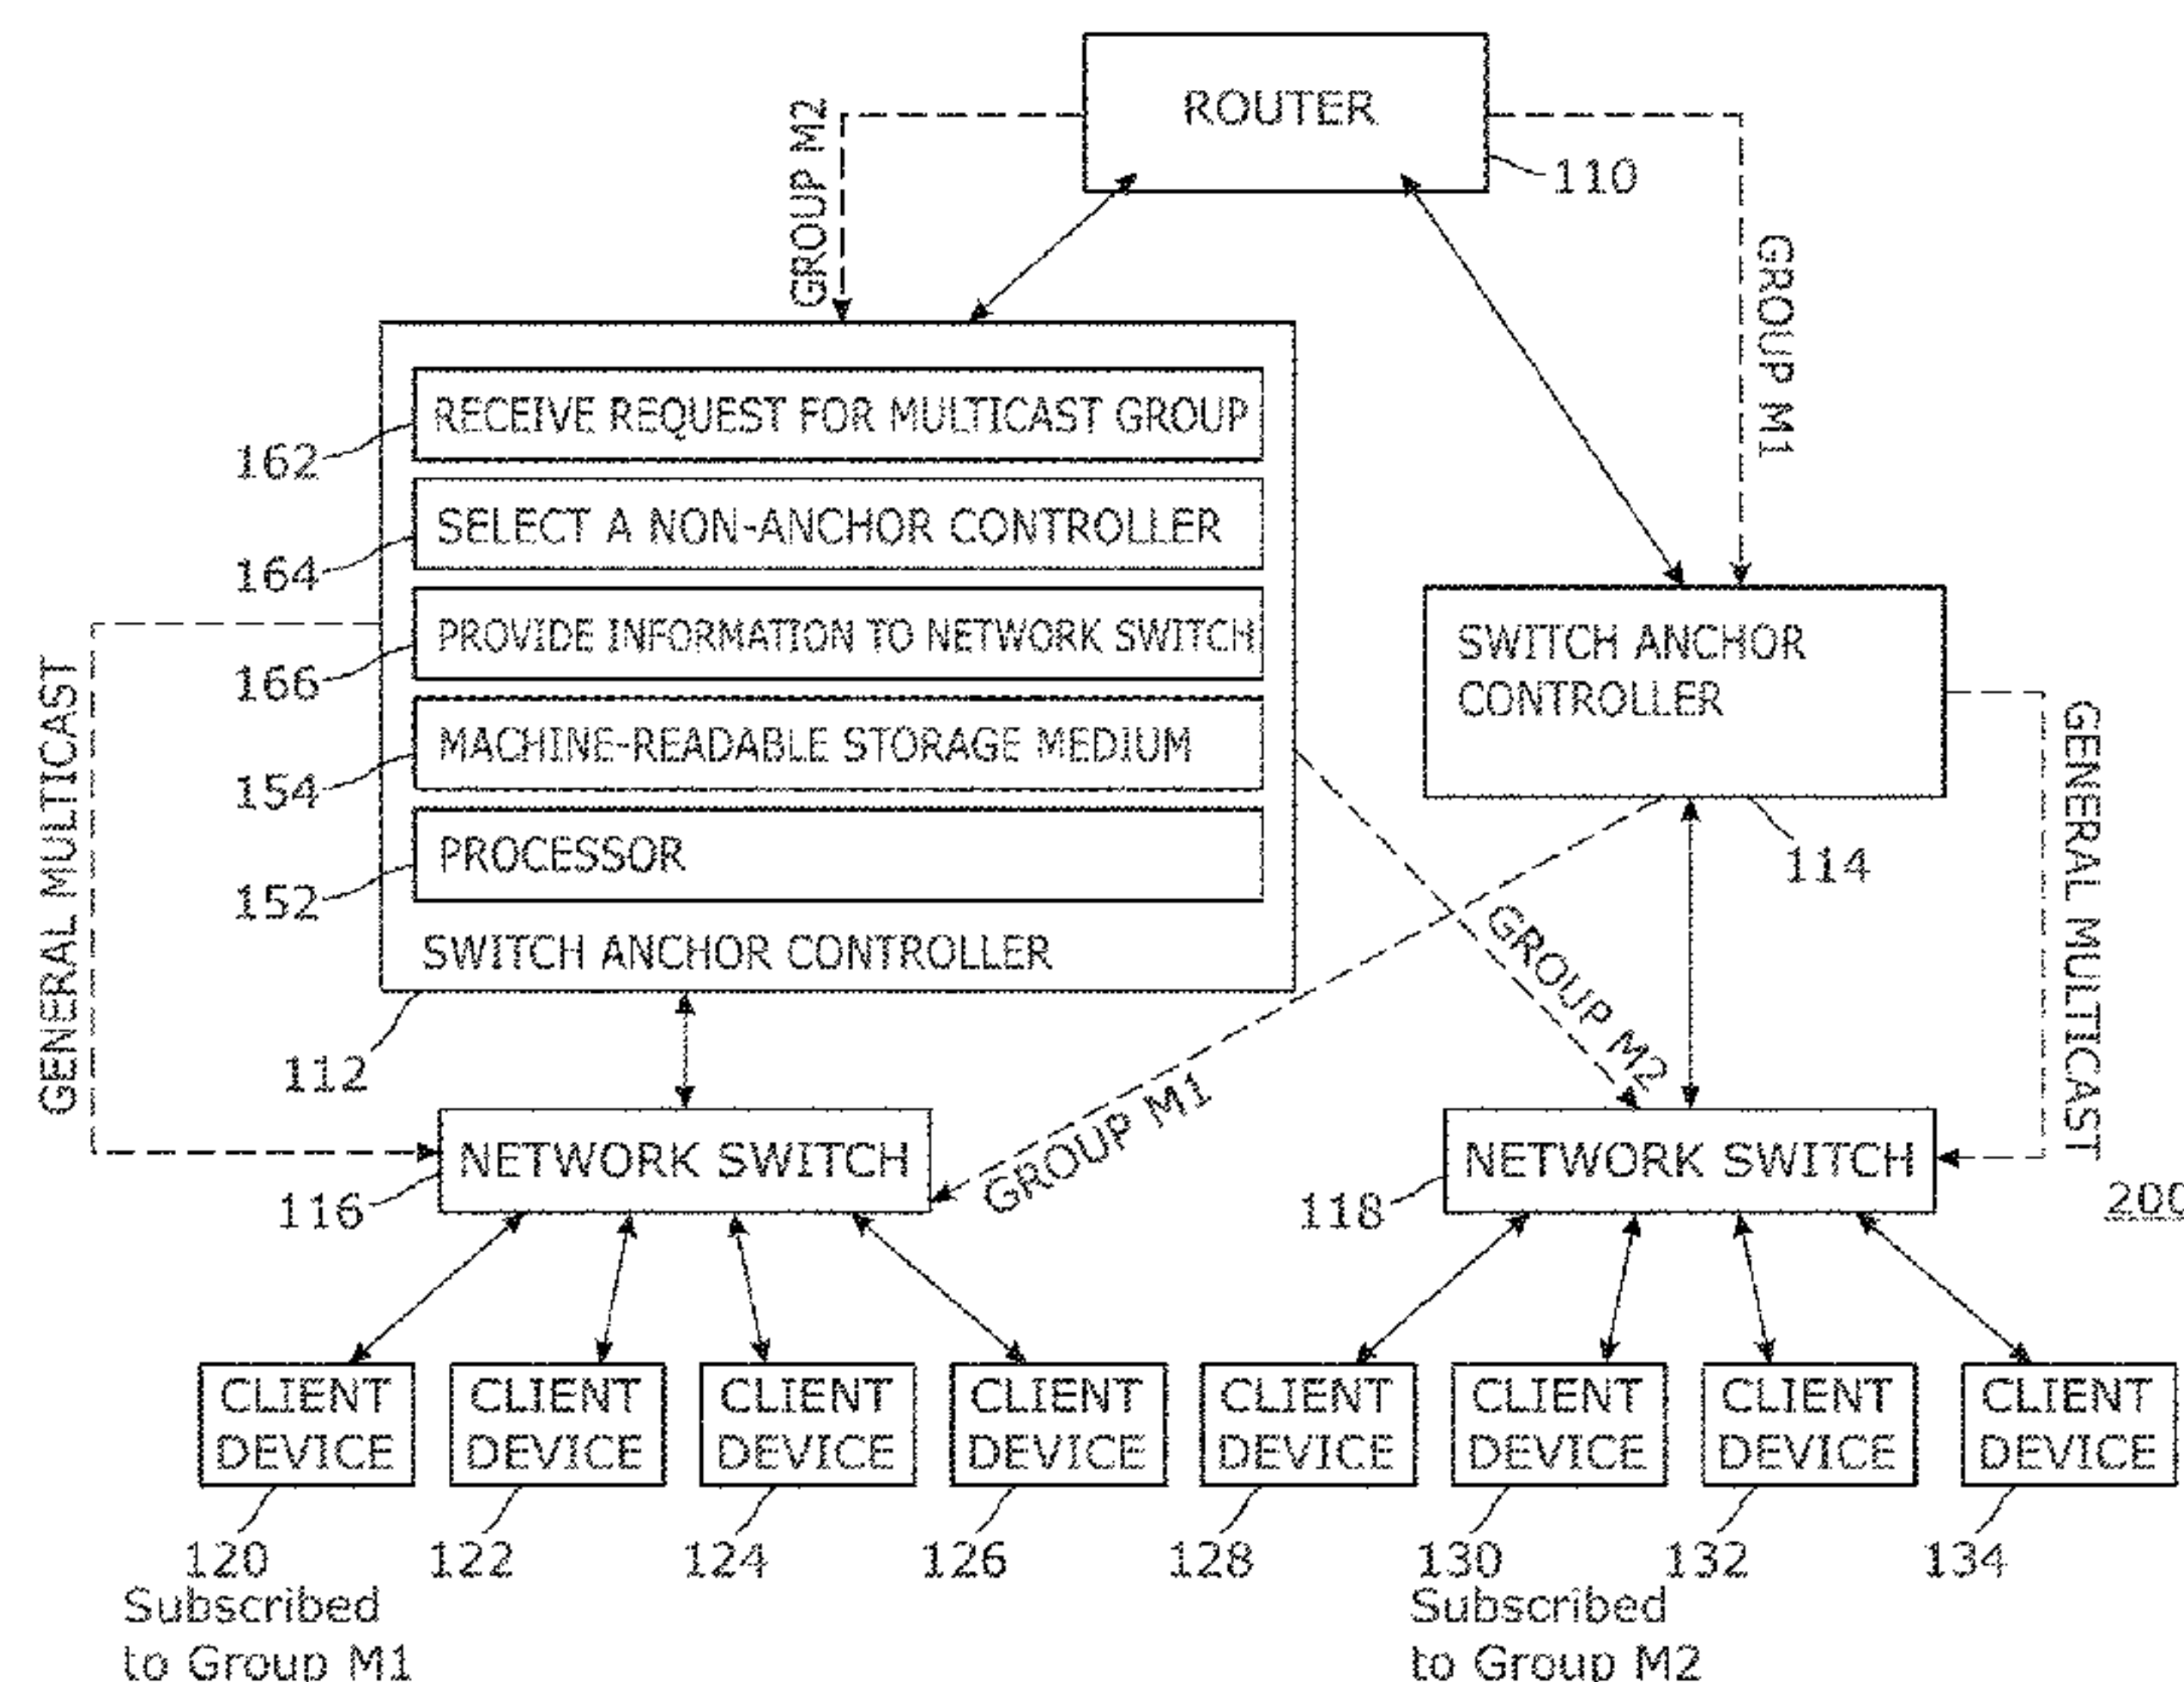 ROUTER
110
GROUP M2
GROUP M1
RECEIVE REQUEST FOR MULTICAST GROUP
162
SELECT A NON-ANCHOR CONTROLLER
164
PROVIDE INFORMATION TO NETWORK SWITCH
166
MACHINE-READABLE STORAGE MEDIUM
154
PROCESSOR
152
SWITCH ANCHOR CONTROLLER
112
SWITCH ANCHOR
CONTROLLER
114
GENERAL MULTICAST
GENERAL MULTICAST
GROUP M2
GROUP M1
NETWORK SWITCH
116
NETWORK SWITCH
118
200
CLIENT
DEVICE
CLIENT
DEVICE
CLIENT
DEVICE
CLIENT
DEVICE
CLIENT
DEVICE
CLIENT
DEVICE
CLIENT
DEVICE
CLIENT
DEVICE
120
122
124
126
128
130
132
134
Subscribed
to Group M1
Subscribed
to Group M2